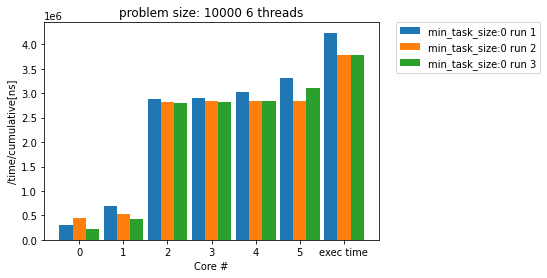 problem size: 10000 6 threads
1e6
4.0
3.5
3.0
2.5
2.0
1.5
1.0
0.5
0.0
/time/cumulative[ns]
0 1 2 3 4 5 exec time
Core #
min_task_size:0 run 1
min_task_size:0 run 2
min_task_size:0 run 3